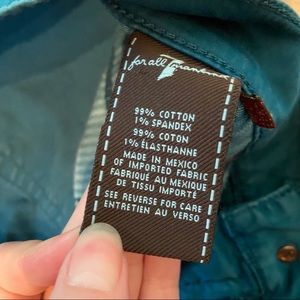 for all mankind
99% COTTON
1% SPANDEX
99% COTON
1% ÉLASTHANNE
MADE IN MEXICO
OF IMPORTED FABRIC
FABRIQUÉ AU MEXIQUE
DE TISSU IMPORTÉ
SEE REVERSE FOR CARE
ENTRETIEN AU VERSO